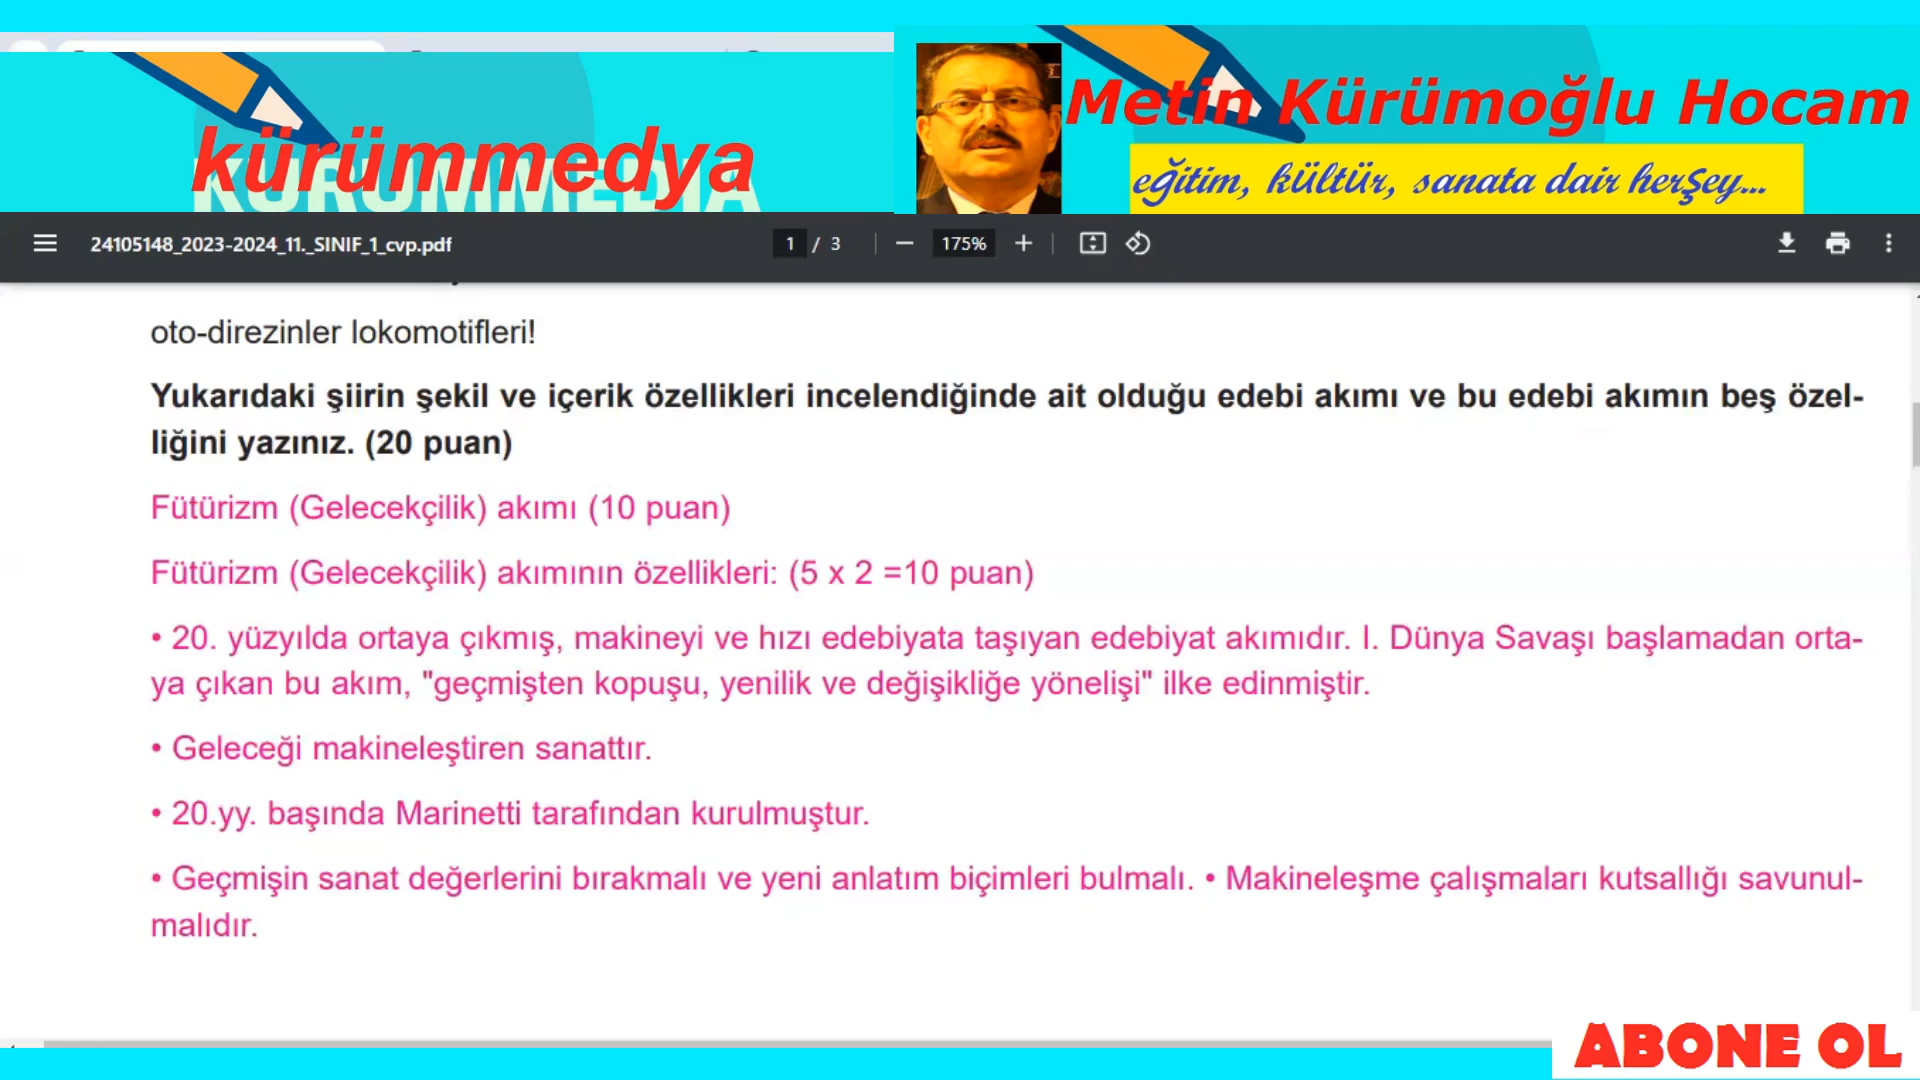 kürümmedya
KURUMMEDIA
Metin Kürümoğlu Hocam
eğitim, kültür, sanata dair herşey...
24105148_2023-2024_11._SINIF_1_cvp.pdf
1 / 3
175%
oto-direzinler lokomotifleri!
Yukarıdaki şiirin şekil ve içerik özellikleri incelendiğinde ait olduğu edebi akımı ve bu edebi akımın beş özel-
liğini yazınız. (20 puan)
Fütürizm (Gelecekçilik) akımı (10 puan)
Fütürizm (Gelecekçilik) akımının özellikleri: (5 x 2 =10 puan)
• 20. yüzyılda ortaya çıkmış, makineyi ve hızı edebiyata taşıyan edebiyat akımıdır. I. Dünya Savaşı başlamadan orta-
ya çıkan bu akım, "geçmişten kopuşu, yenilik ve değişikliğe yönelişi" ilke edinmiştir.
• Geleceği makineleştiren sanattır.
• 20.yy. başında Marinetti tarafından kurulmuştur.
• Geçmişin sanat değerlerini bırakmalı ve yeni anlatım biçimleri bulmalı. • Makineleşme çalışmaları kutsallığı savunul-
malıdır.
ABONE OL